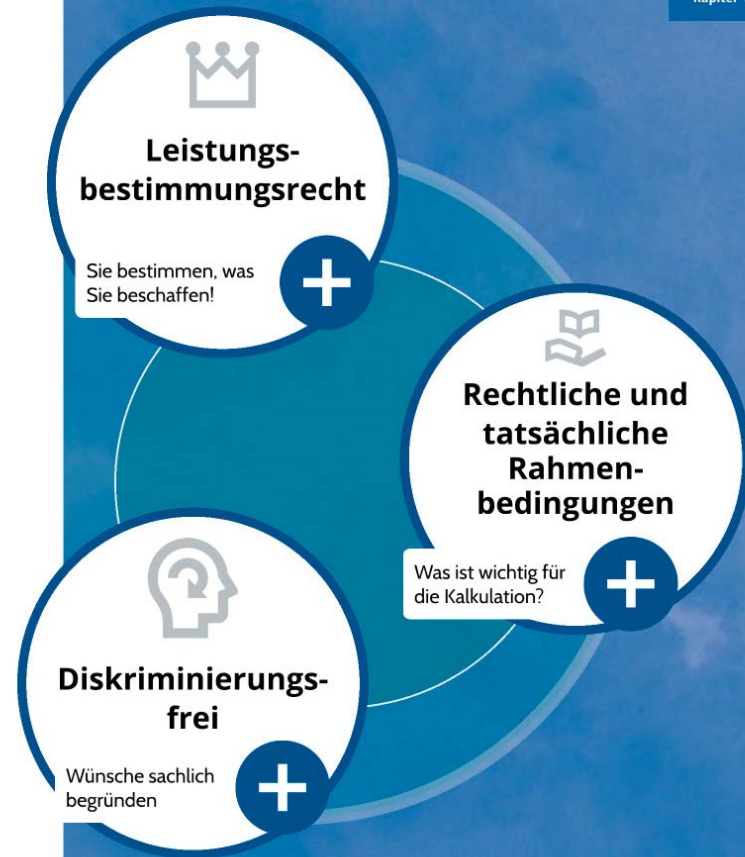 Kapitel
Leistungs-
bestimmungsrecht
Sie bestimmen, was
Sie beschaffen!
Rechtliche und
tatsächliche
Rahmen-
bedingungen
Was ist wichtig für
die Kalkulation?
Diskriminierungs-
frei
Wünsche sachlich
begründen